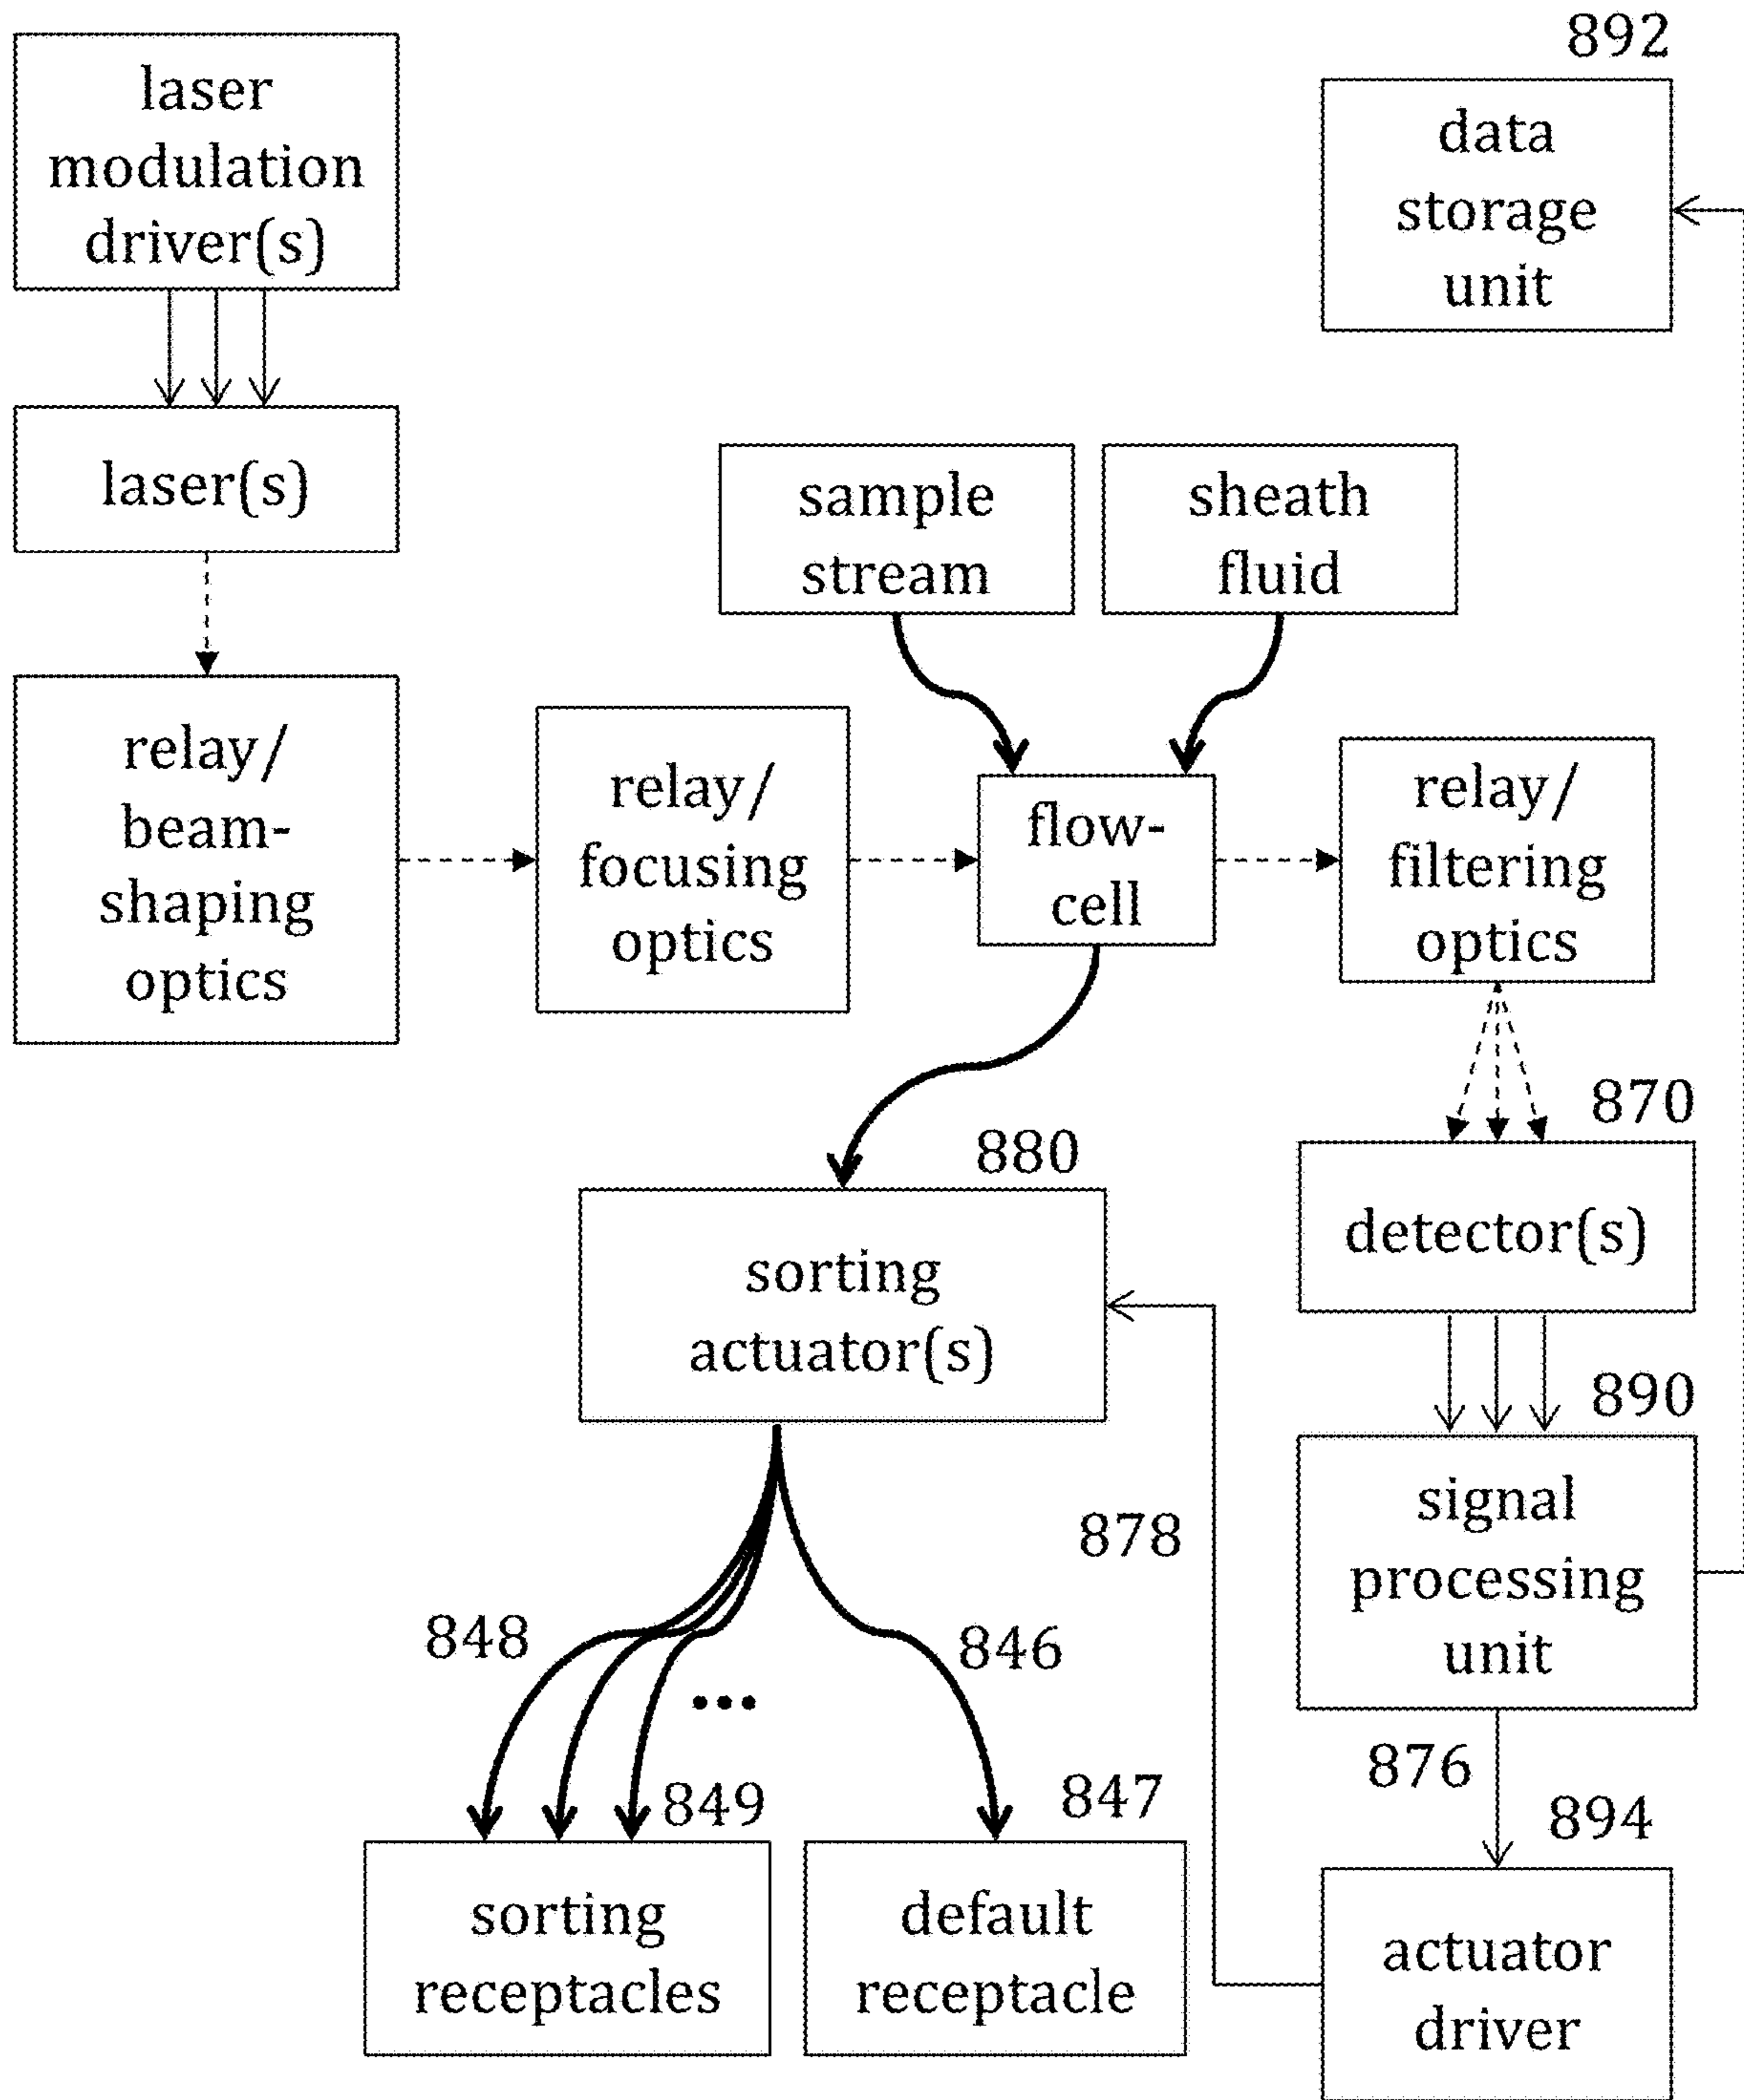 laser
modulation
driver(s)
892
data
storage
unit
laser(s)
sample
stream
sheath
fluid
relay/
beam-
shaping
optics
relay/
focusing
optics
flow-
cell
relay/
filtering
optics
870
detector(s)
880
sorting
actuator(s)
890
signal
processing
unit
878
848
846
...
876
849
847
894
sorting
receptacles
default
receptacle
actuator
driver